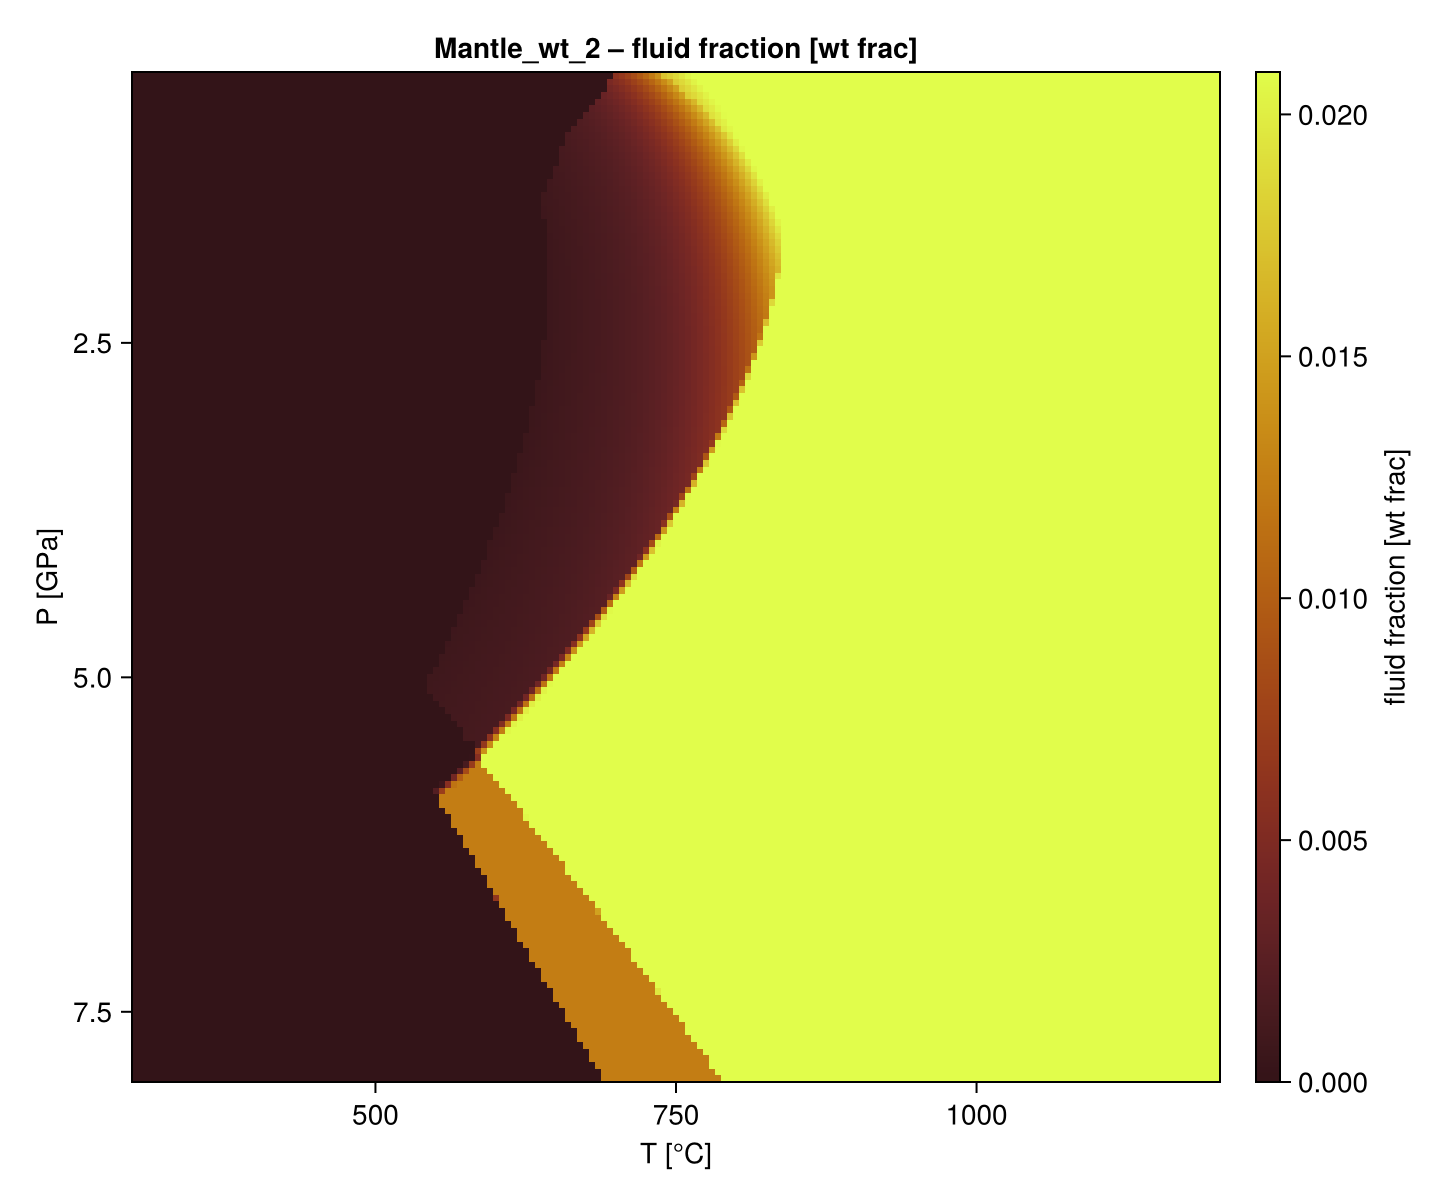 Mantle_wt_2 – fluid fraction [wt frac]
P [GPa]
2.5
5.0
7.5
500
750
1000
T [°C]
0.020
0.015
0.010
0.005
0.000
fluid fraction [wt frac]